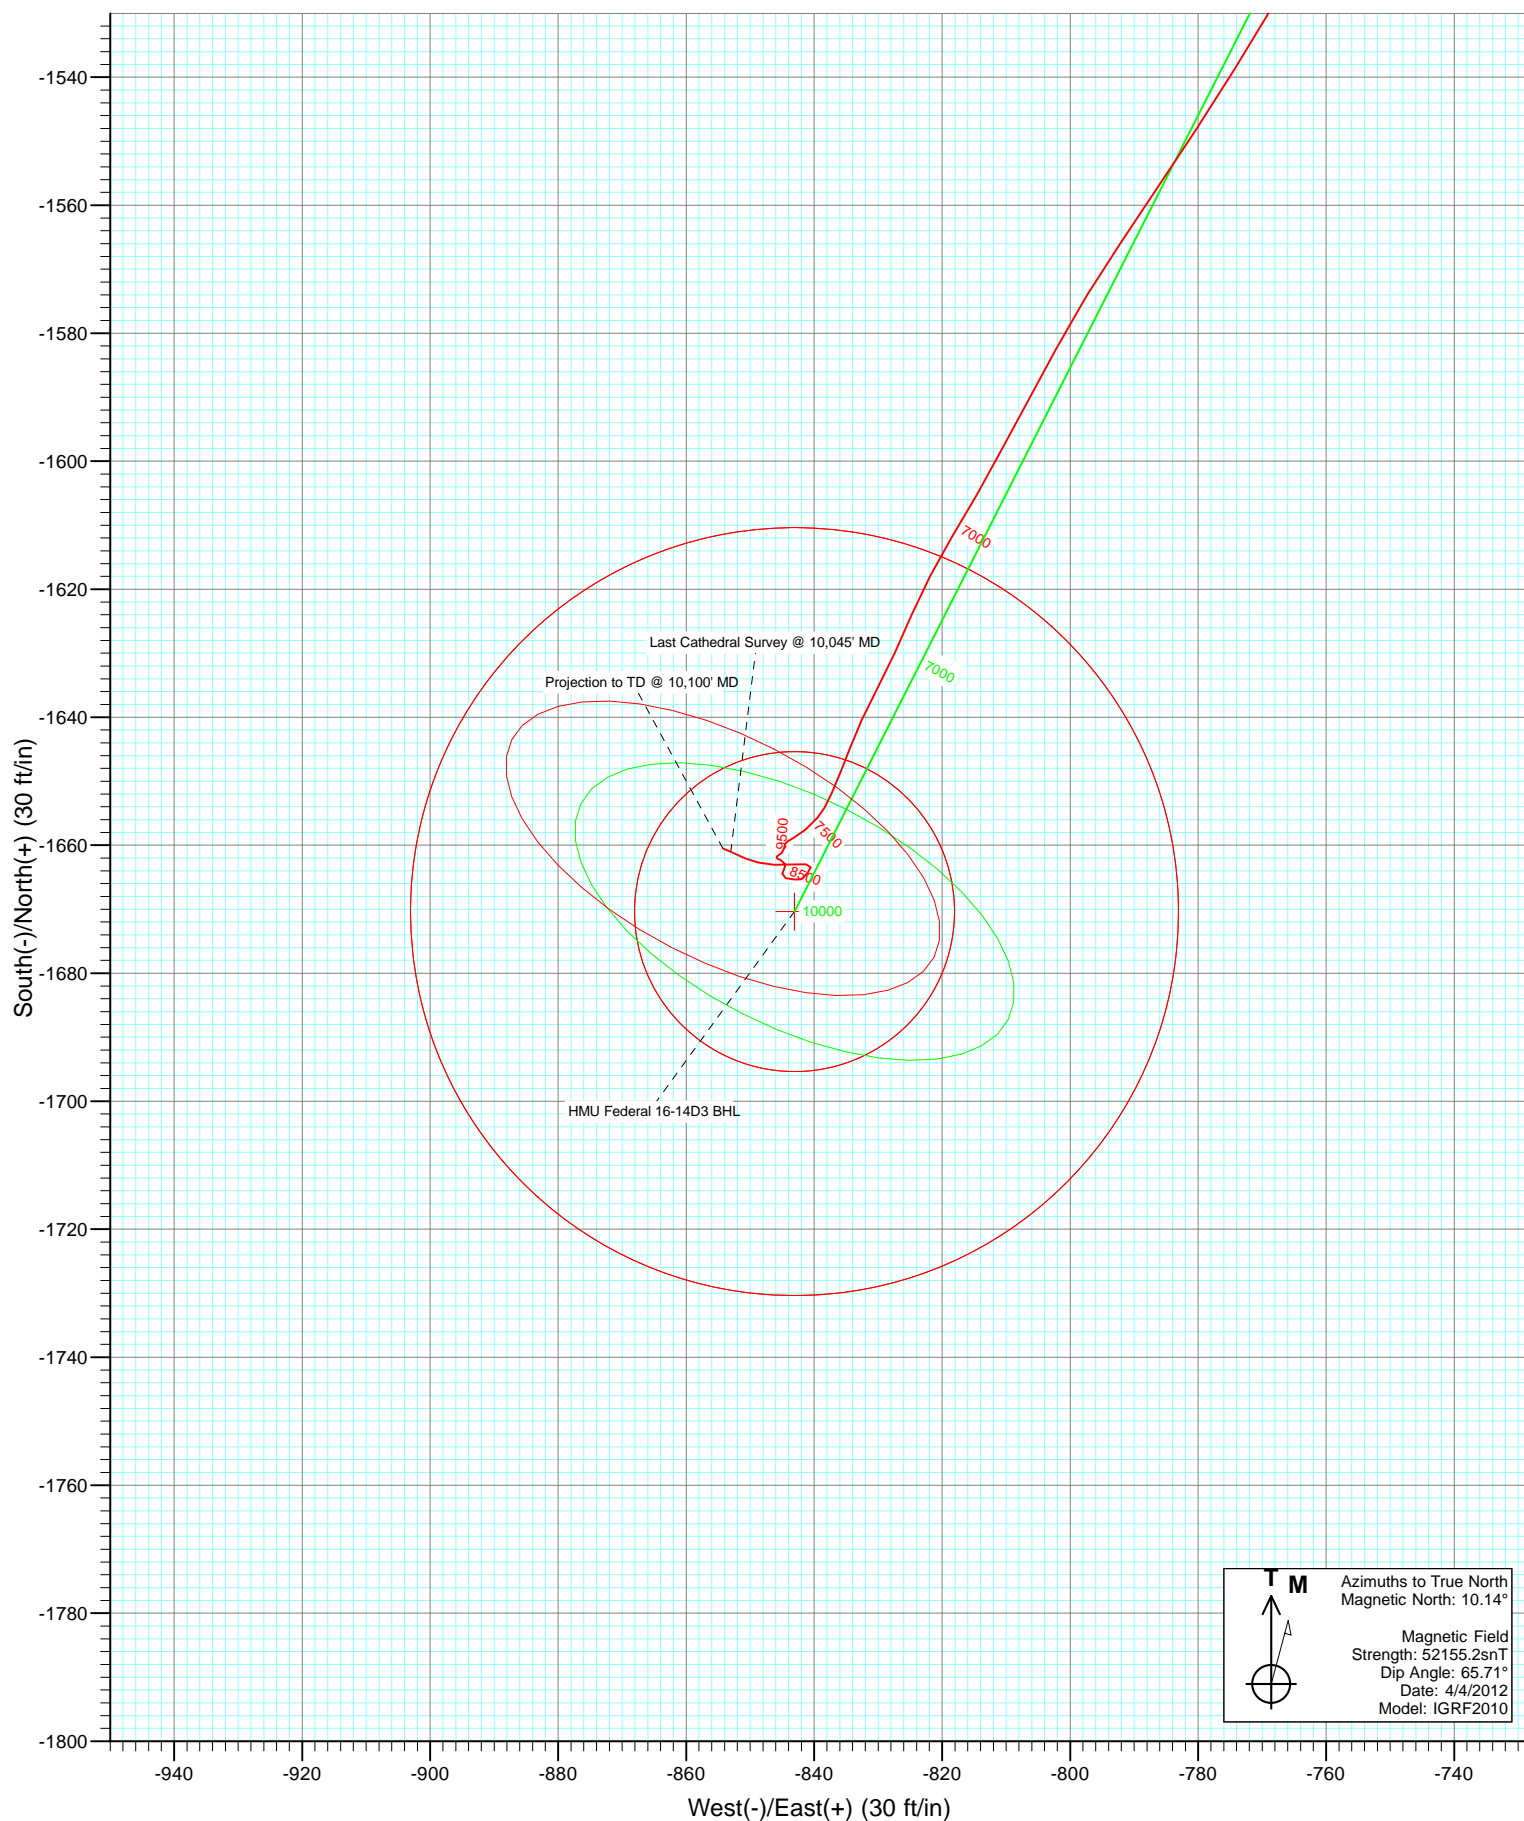 -1540
-1560
-1580
-1600
7000
-1620
Last Cathedral Survey @ 10,045' MD
7000
Projection to TD @ 10,100' MD
-1640
South(-)/North(+) (30 ft/in)
9500
7500
-1660
8500
10000
-1680
-1700
HMU Federal 16-14D3 BHL
-1720
-1740
-1760
-1780
-1800
T M
Azimuths to True North
Magnetic North: 10.14°
Magnetic Field
Strength: 52155.2snT
Dip Angle: 65.71°
Date: 4/4/2012
Model: IGRF2010
-940 -920 -900 -880 -860 -840 -820 -800 -780 -760 -740
West(-)/East(+) (30 ft/in)